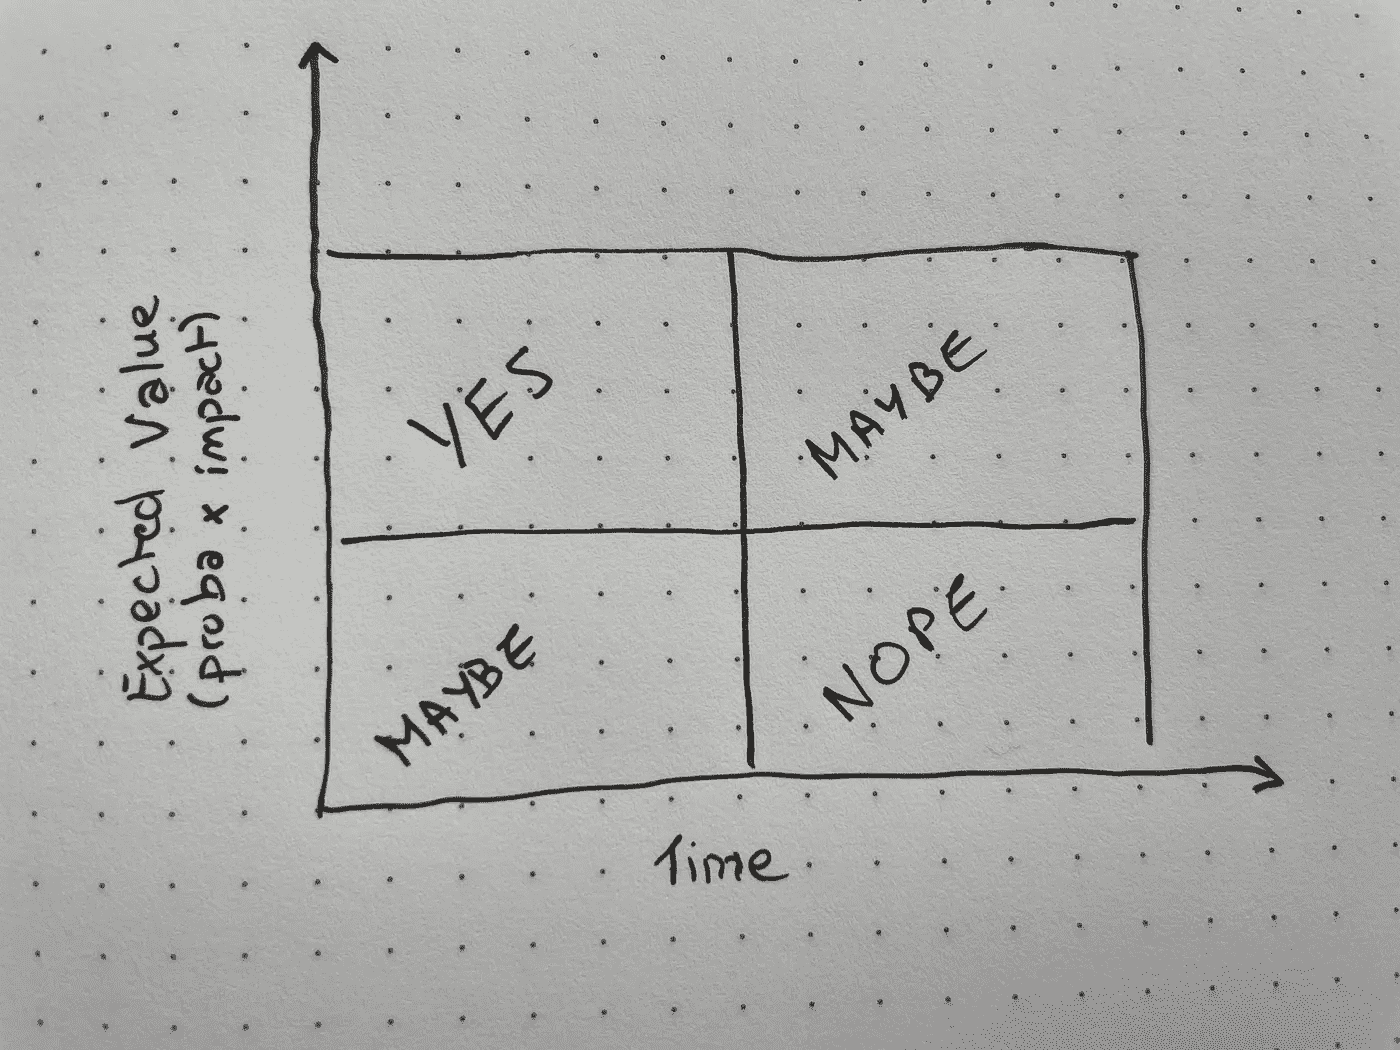 Expected Value
(proba x impact)
YES
MAYBE
MAYBE
NOPE
Time